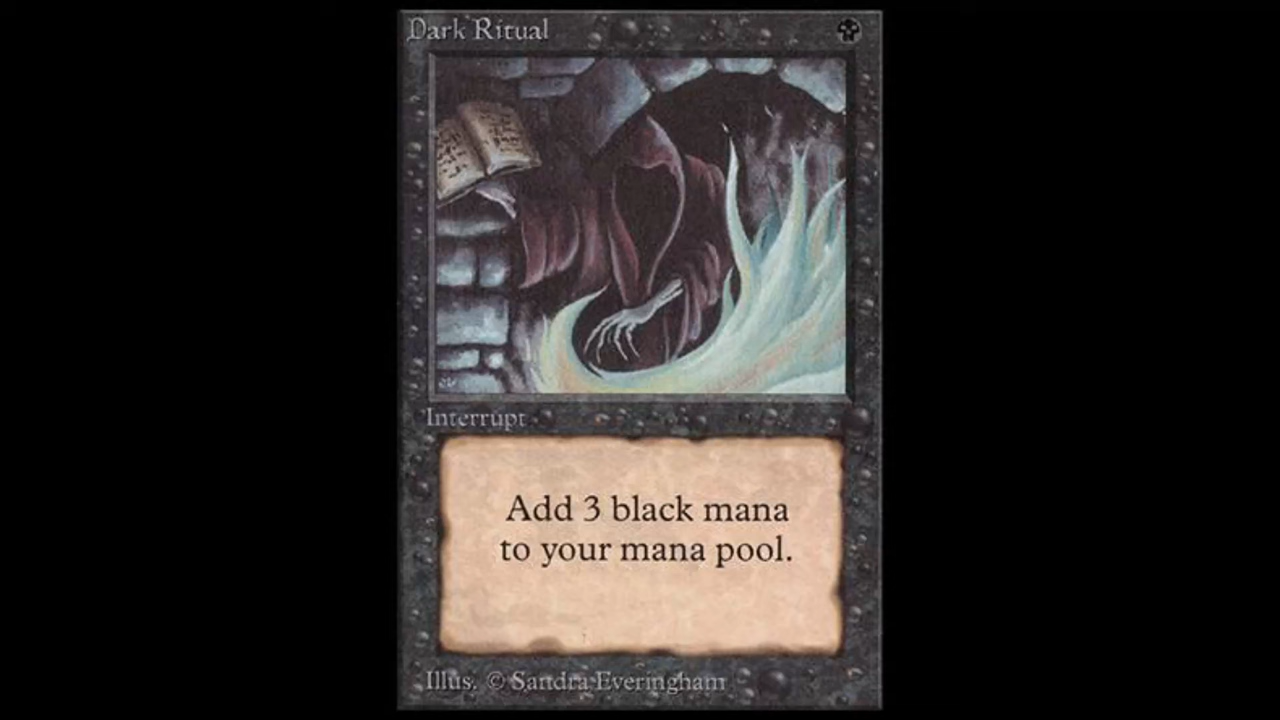 Dark Ritual
Interrupt
Add 3 black mana
to your mana pool.
Illus. © Sandra Everingham